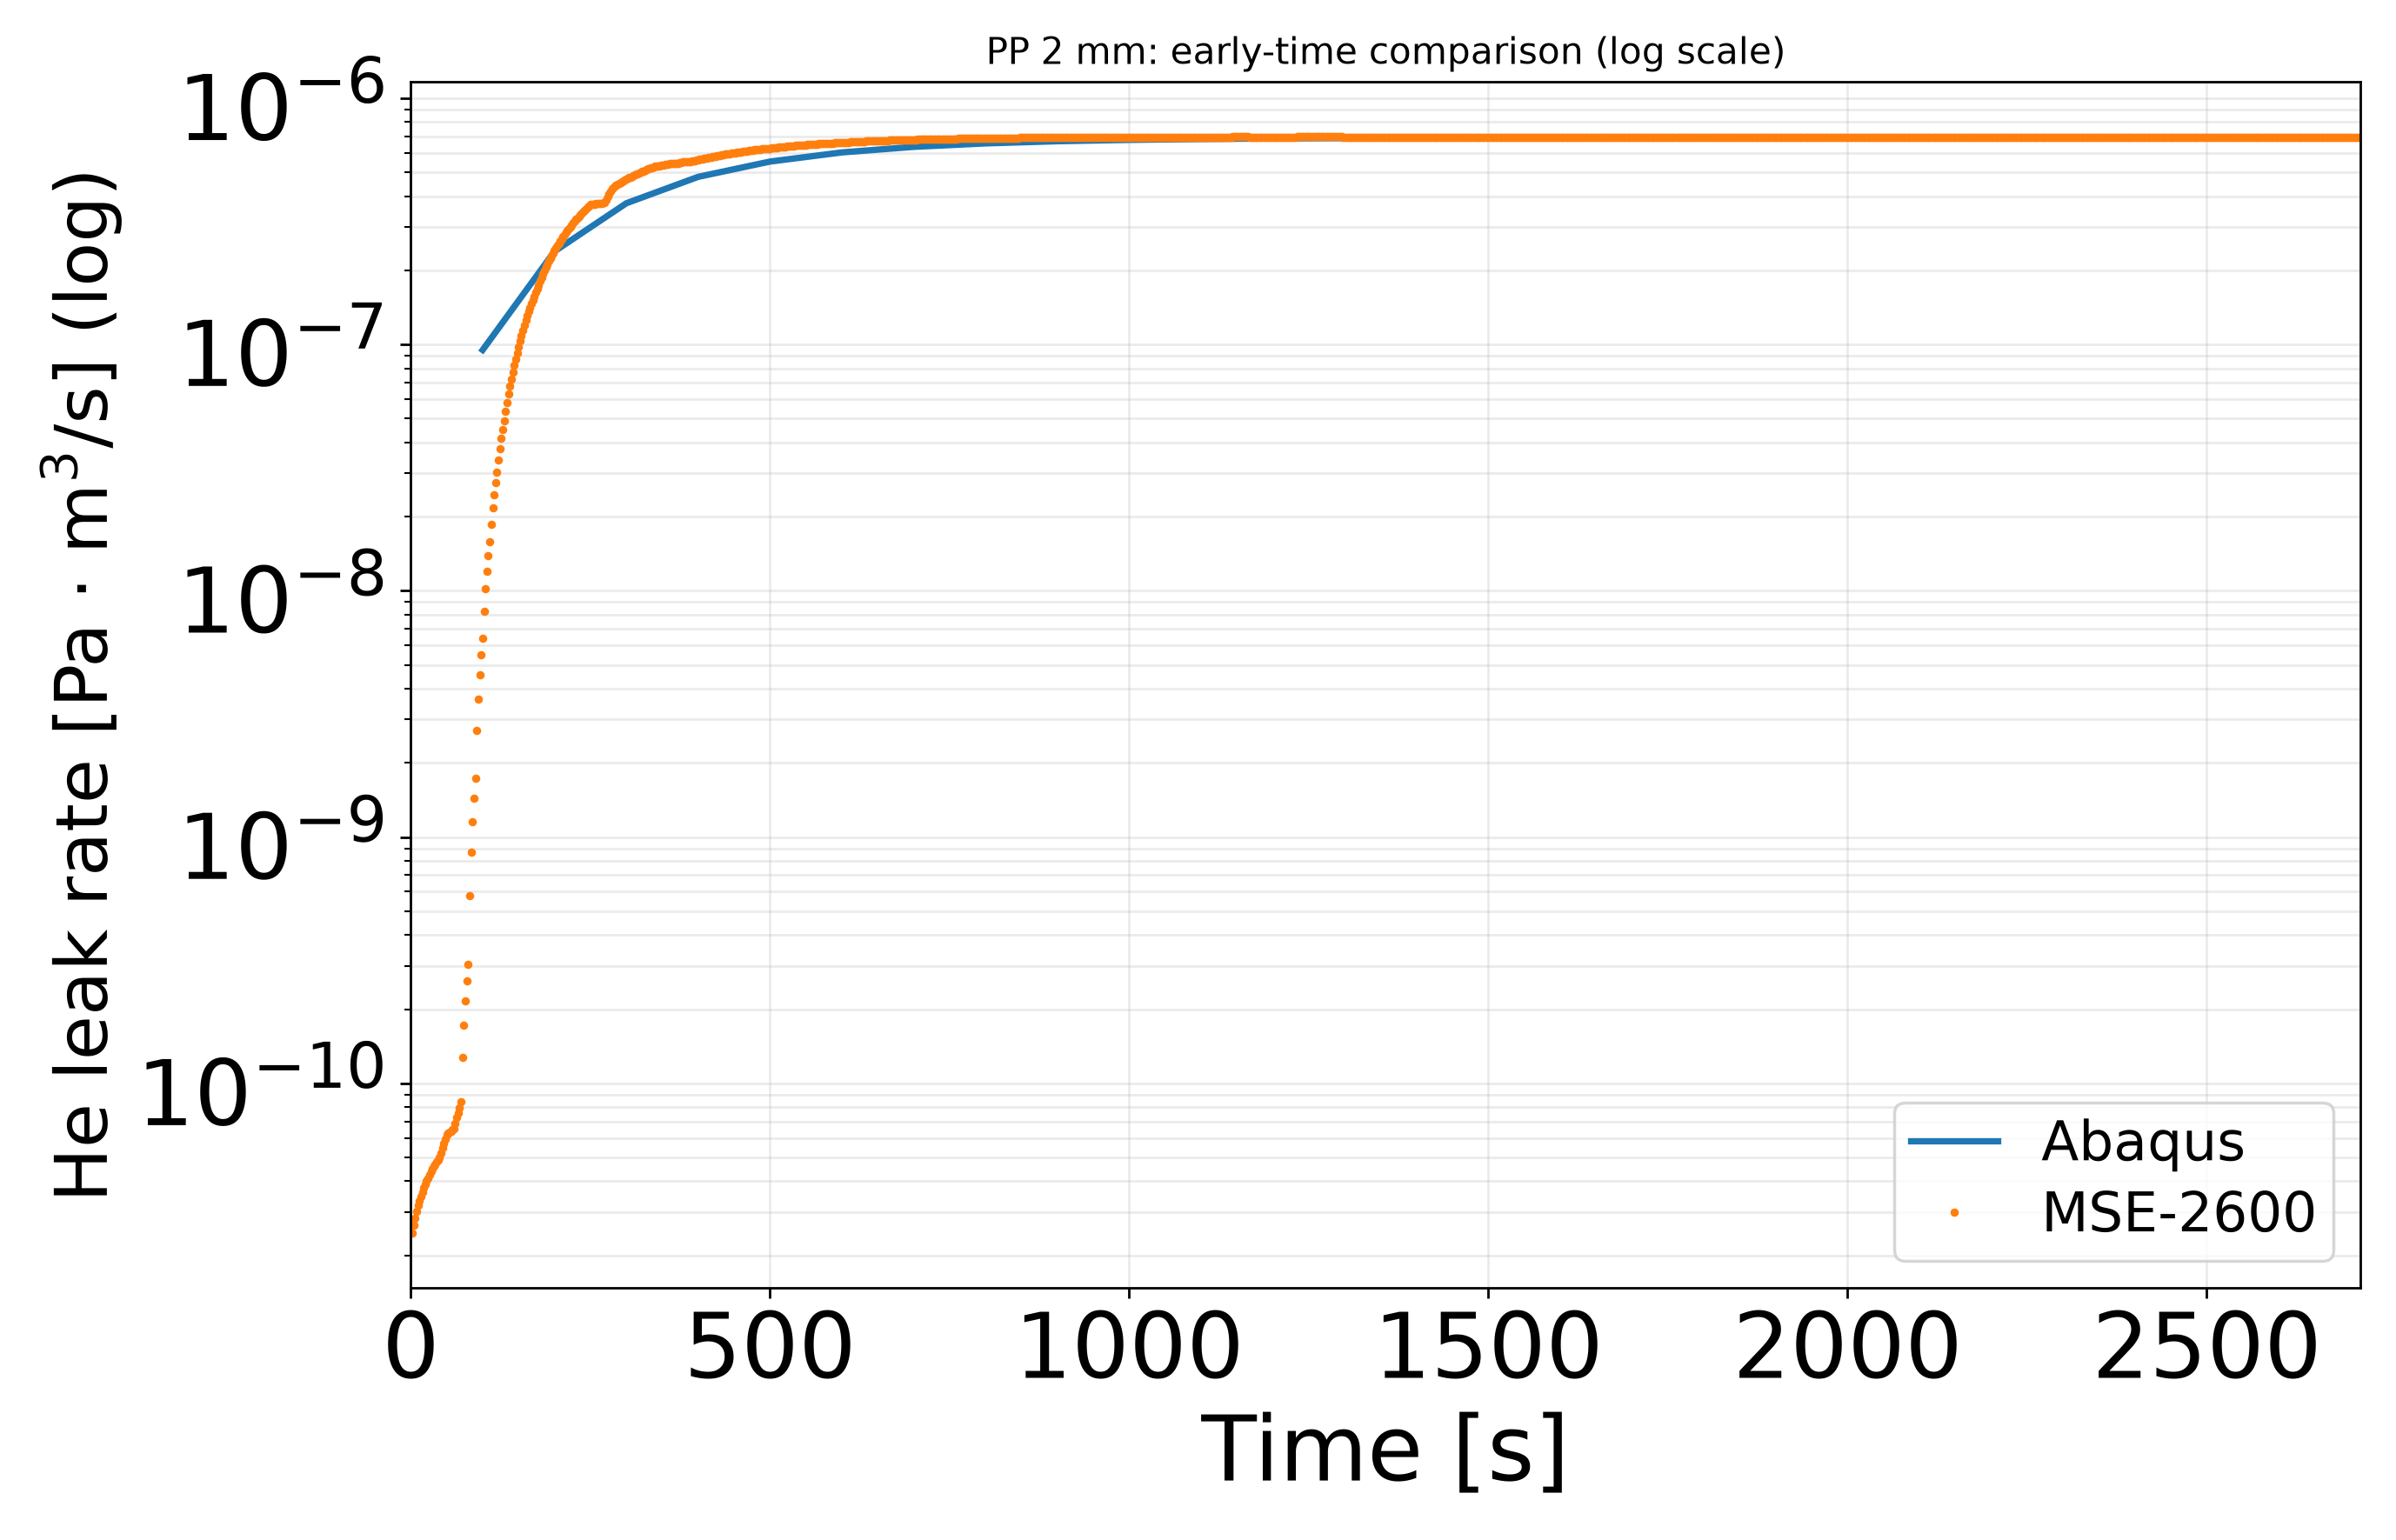 PP 2 mm: early-time comparison (log scale)
He leak rate [Pa · m³/s] (log)
10⁻⁶
10⁻⁷
10⁻⁸
10⁻⁹
10⁻¹⁰
Abaqus
MSE-2600
0 500 1000 1500 2000 2500
Time [s]